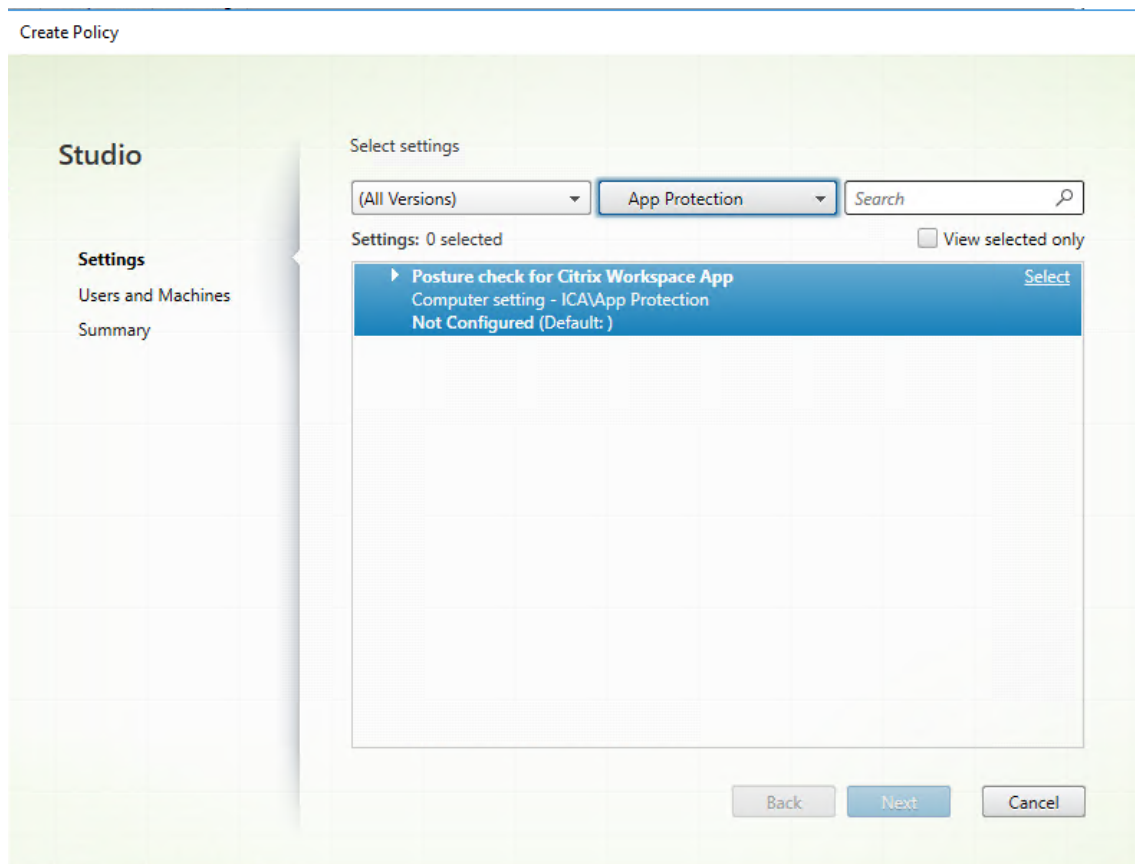 Create Policy
Studio
Settings
Users and Machines
Summary
Select settings
(All Versions) App Protection Search
Settings: 0 selected View selected only
Posture check for Citrix Workspace App Select
Computer setting - ICA\App Protection
Not Configured (Default: )
Back Next Cancel